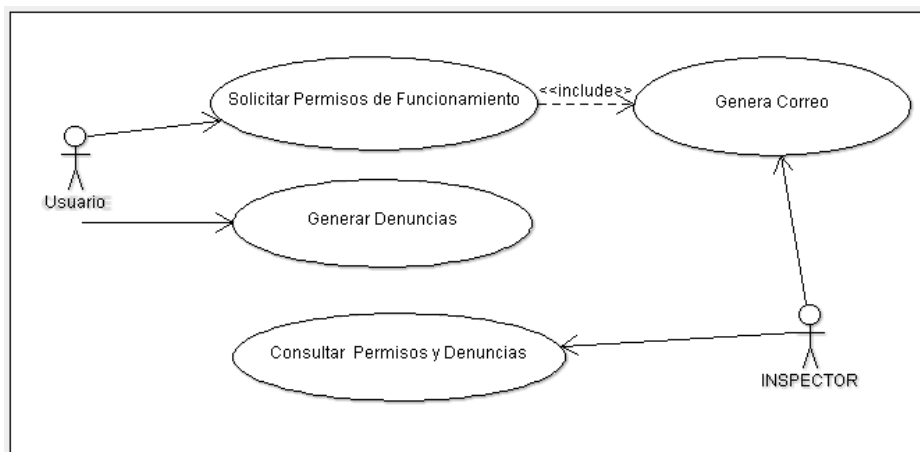 Solicitar Permisos de Funcionamiento
<<include>>
Genera Correo
Usuario
Generar Denuncias
Consultar Permisos y Denuncias
INSPECTOR